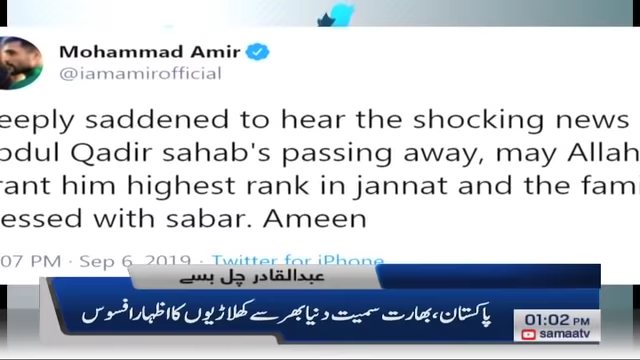 Mohammad Amir
@iamamirofficial
eeply saddened to hear the shocking news
bdul Qadir sahab's passing away, may Allah
rant him highest rank in jannat and the fami
essed with sabar. Ameen
07 PM · Sep 6, 2019 · Twitter for iPhone
عبدالقادر چل بسے
پاکستان، بھارت سمیت دنیا بھر سے کھلاڑیوں کا اظہار افسوس
01:02 PM
samaatv